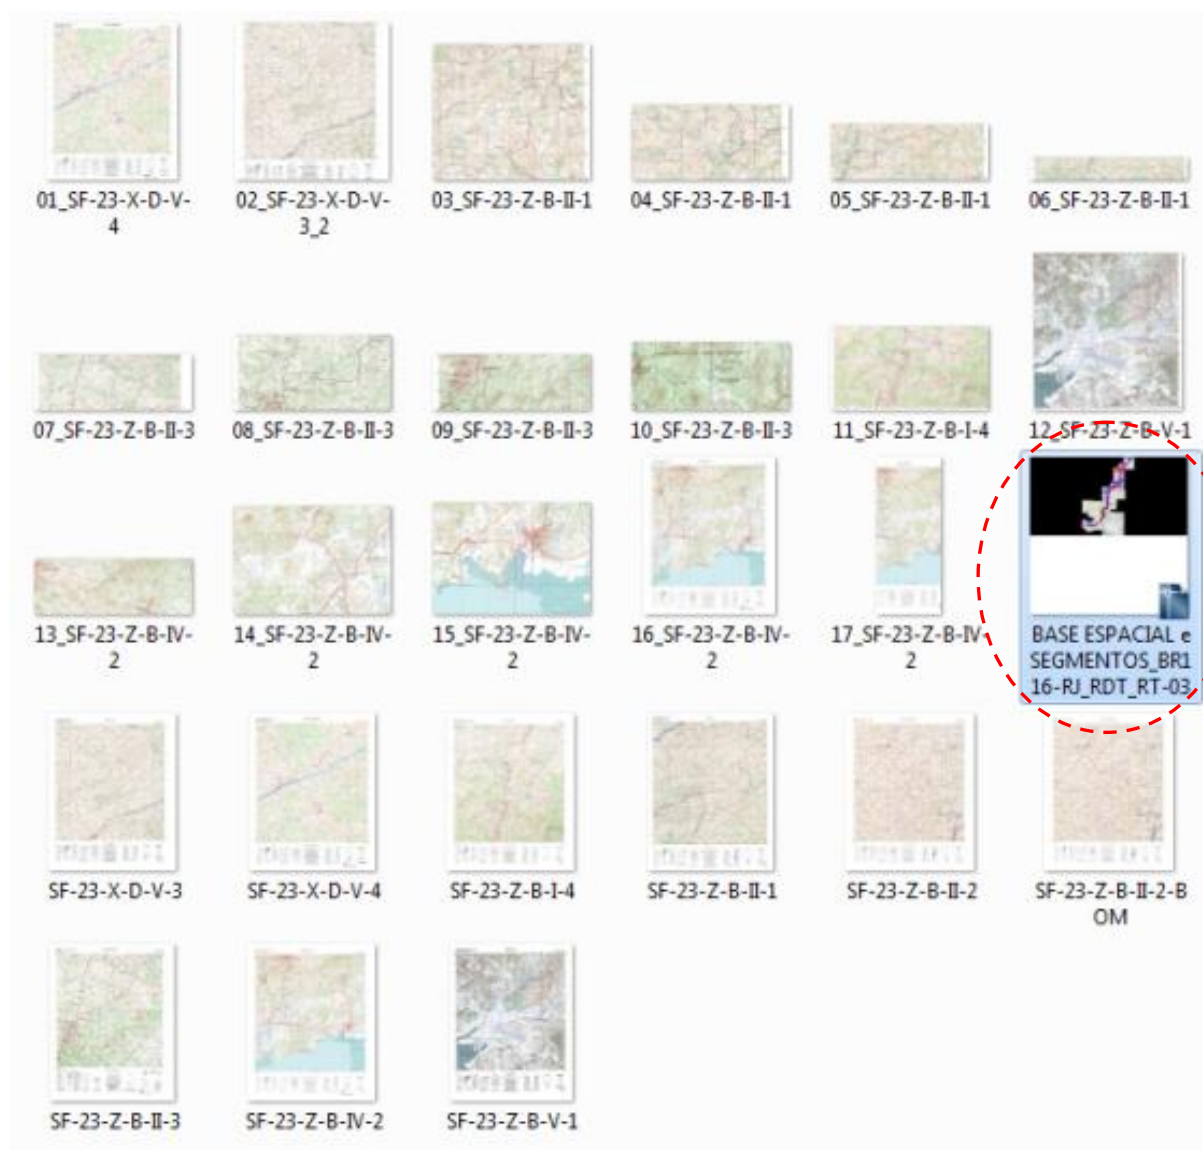 01_SF-23-X-D-V-
4
02_SF-23-X-D-V-
3_2
03_SF-23-Z-B-II-1
04_SF-23-Z-B-II-1
05_SF-23-Z-B-II-1
06_SF-23-Z-B-II-1
07_SF-23-Z-B-II-3
08_SF-23-Z-B-II-3
09_SF-23-Z-B-II-3
10_SF-23-Z-B-II-3
11_SF-23-Z-B-I-4
12_SF-23-Z-B-V-1
13_SF-23-Z-B-IV-
2
14_SF-23-Z-B-IV-
2
15_SF-23-Z-B-IV-
2
16_SF-23-Z-B-IV-
2
17_SF-23-Z-B-IV-
2
BASE ESPACIAL e
SEGMENTOS_BR1
16-RJ_RDT_RT-03
SF-23-X-D-V-3
SF-23-X-D-V-4
SF-23-Z-B-I-4
SF-23-Z-B-II-1
SF-23-Z-B-II-2
SF-23-Z-B-II-2-B
OM
SF-23-Z-B-II-3
SF-23-Z-B-IV-2
SF-23-Z-B-V-1